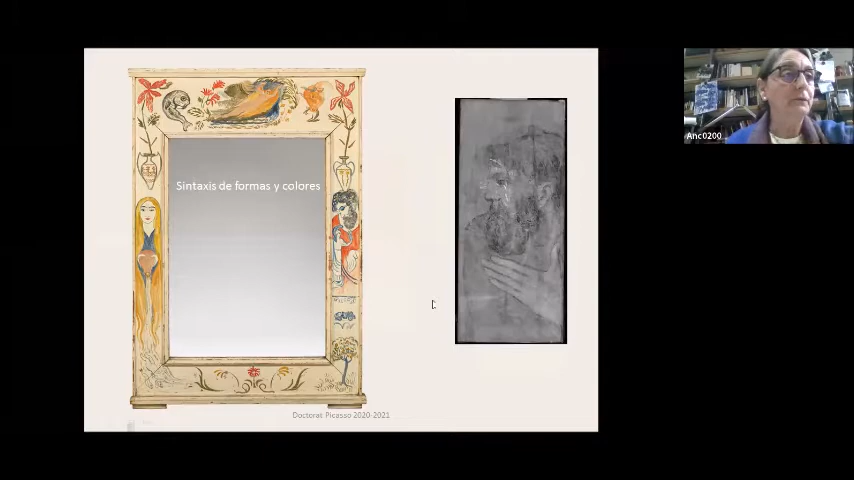 Sintaxis de formas y colores
Doctorat Picasso 2020-2021
Anc0200